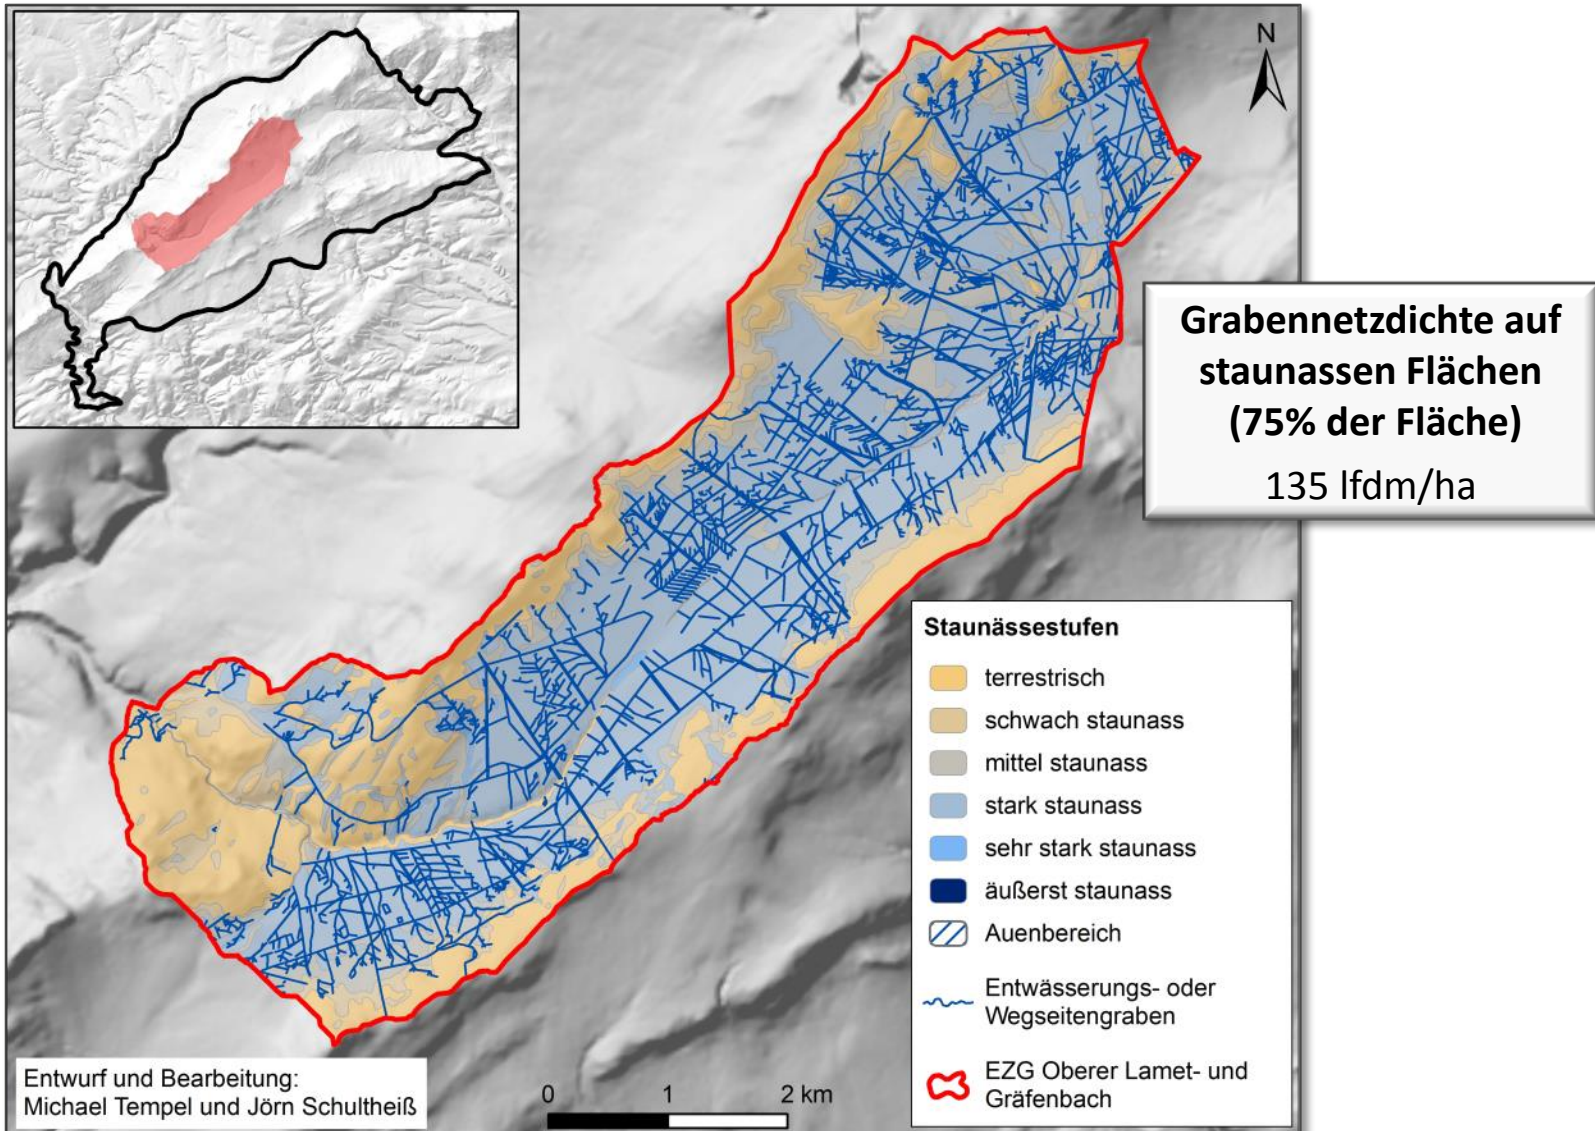 N
Grabennetzdichte auf
staunassen Flächen
(75% der Fläche)
135 lfdm/ha
Staunässestufen
terrestrisch
schwach staunass
mittel staunass
stark staunass
sehr stark staunass
äußerst staunass
Auenbereich
Entwässerungs- oder
Wegseitengraben
EZG Oberer Lamet- und
Gräfenbach
Entwurf und Bearbeitung:
Michael Tempel und Jörn Schultheiß
0 1 2 km